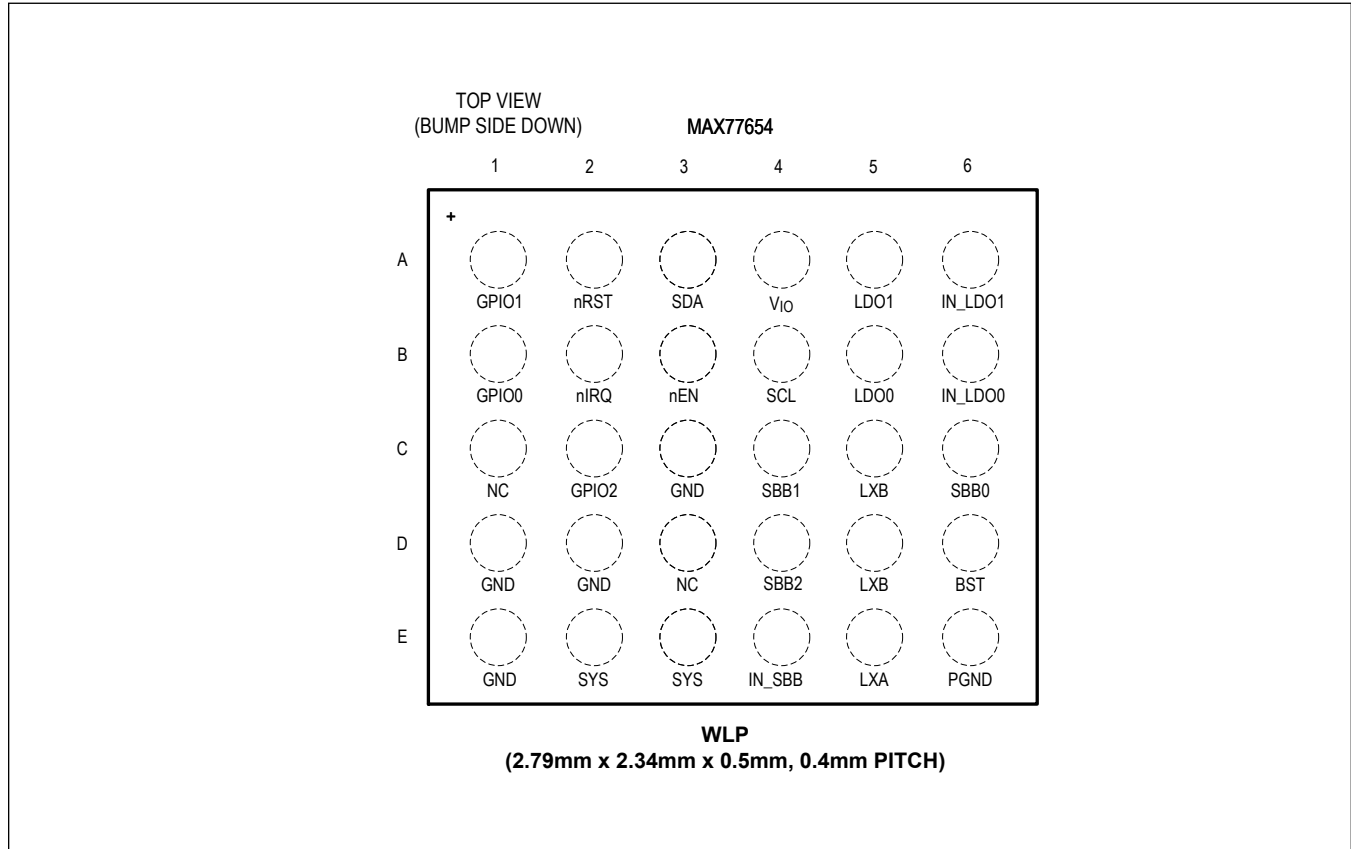 TOP VIEW
(BUMP SIDE DOWN)
MAX77654
1 2 3 4 5 6
+
A
GPIO1 nRST SDA VIO LDO1 IN_LDO1
B
GPIO0 nIRQ nEN SCL LDO0 IN_LDO0
C
NC GPIO2 GND SBB1 LXB SBB0
D
GND GND NC SBB2 LXB BST
E
GND SYS SYS IN_SBB LXA PGND
WLP
(2.79mm x 2.34mm x 0.5mm, 0.4mm PITCH)